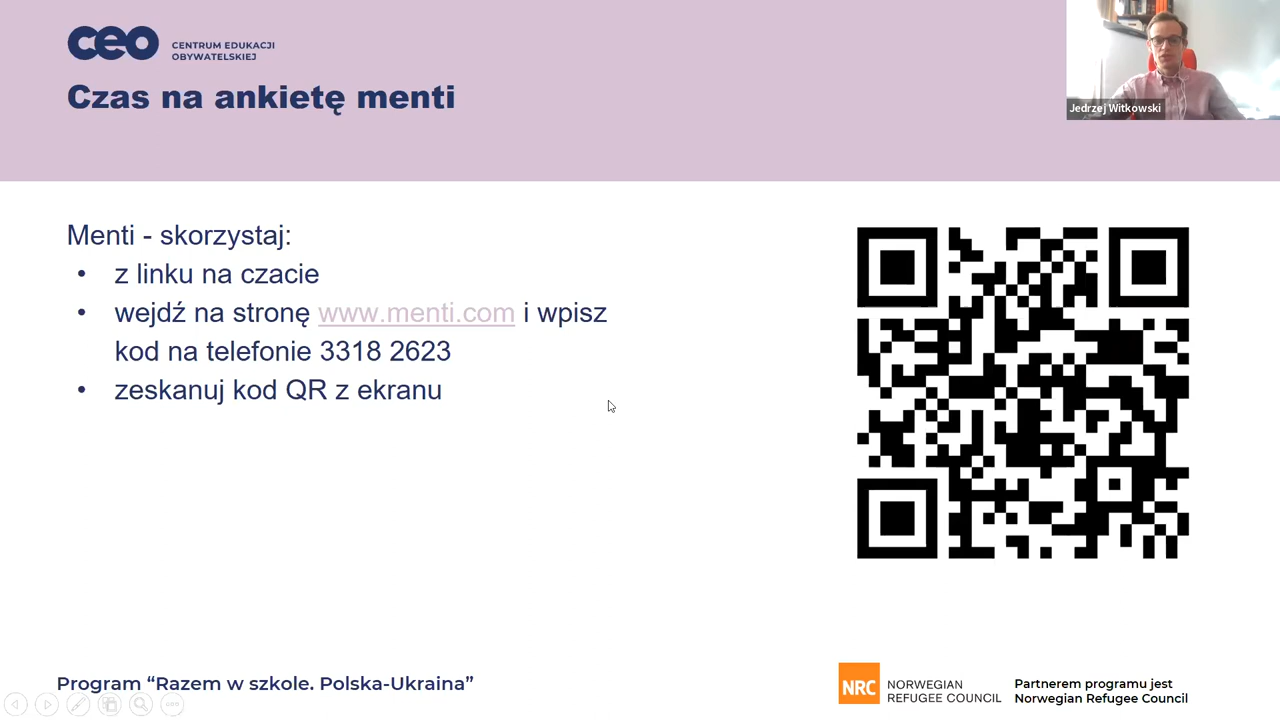 ceo CENTRUM EDUKACJI
OBYWATELSKIEJ
Czas na ankietę menti
Jedrzej Witkowski
Menti - skorzystaj:
• z linku na czacie
• wejdź na stronę www.menti.com i wpisz
kod na telefonie 3318 2623
• zeskanuj kod QR z ekranu
Program “Razem w szkole. Polska-Ukraina”
NRC NORWEGIAN
REFUGEE COUNCIL
Partnerem programu jest
Norwegian Refugee Council